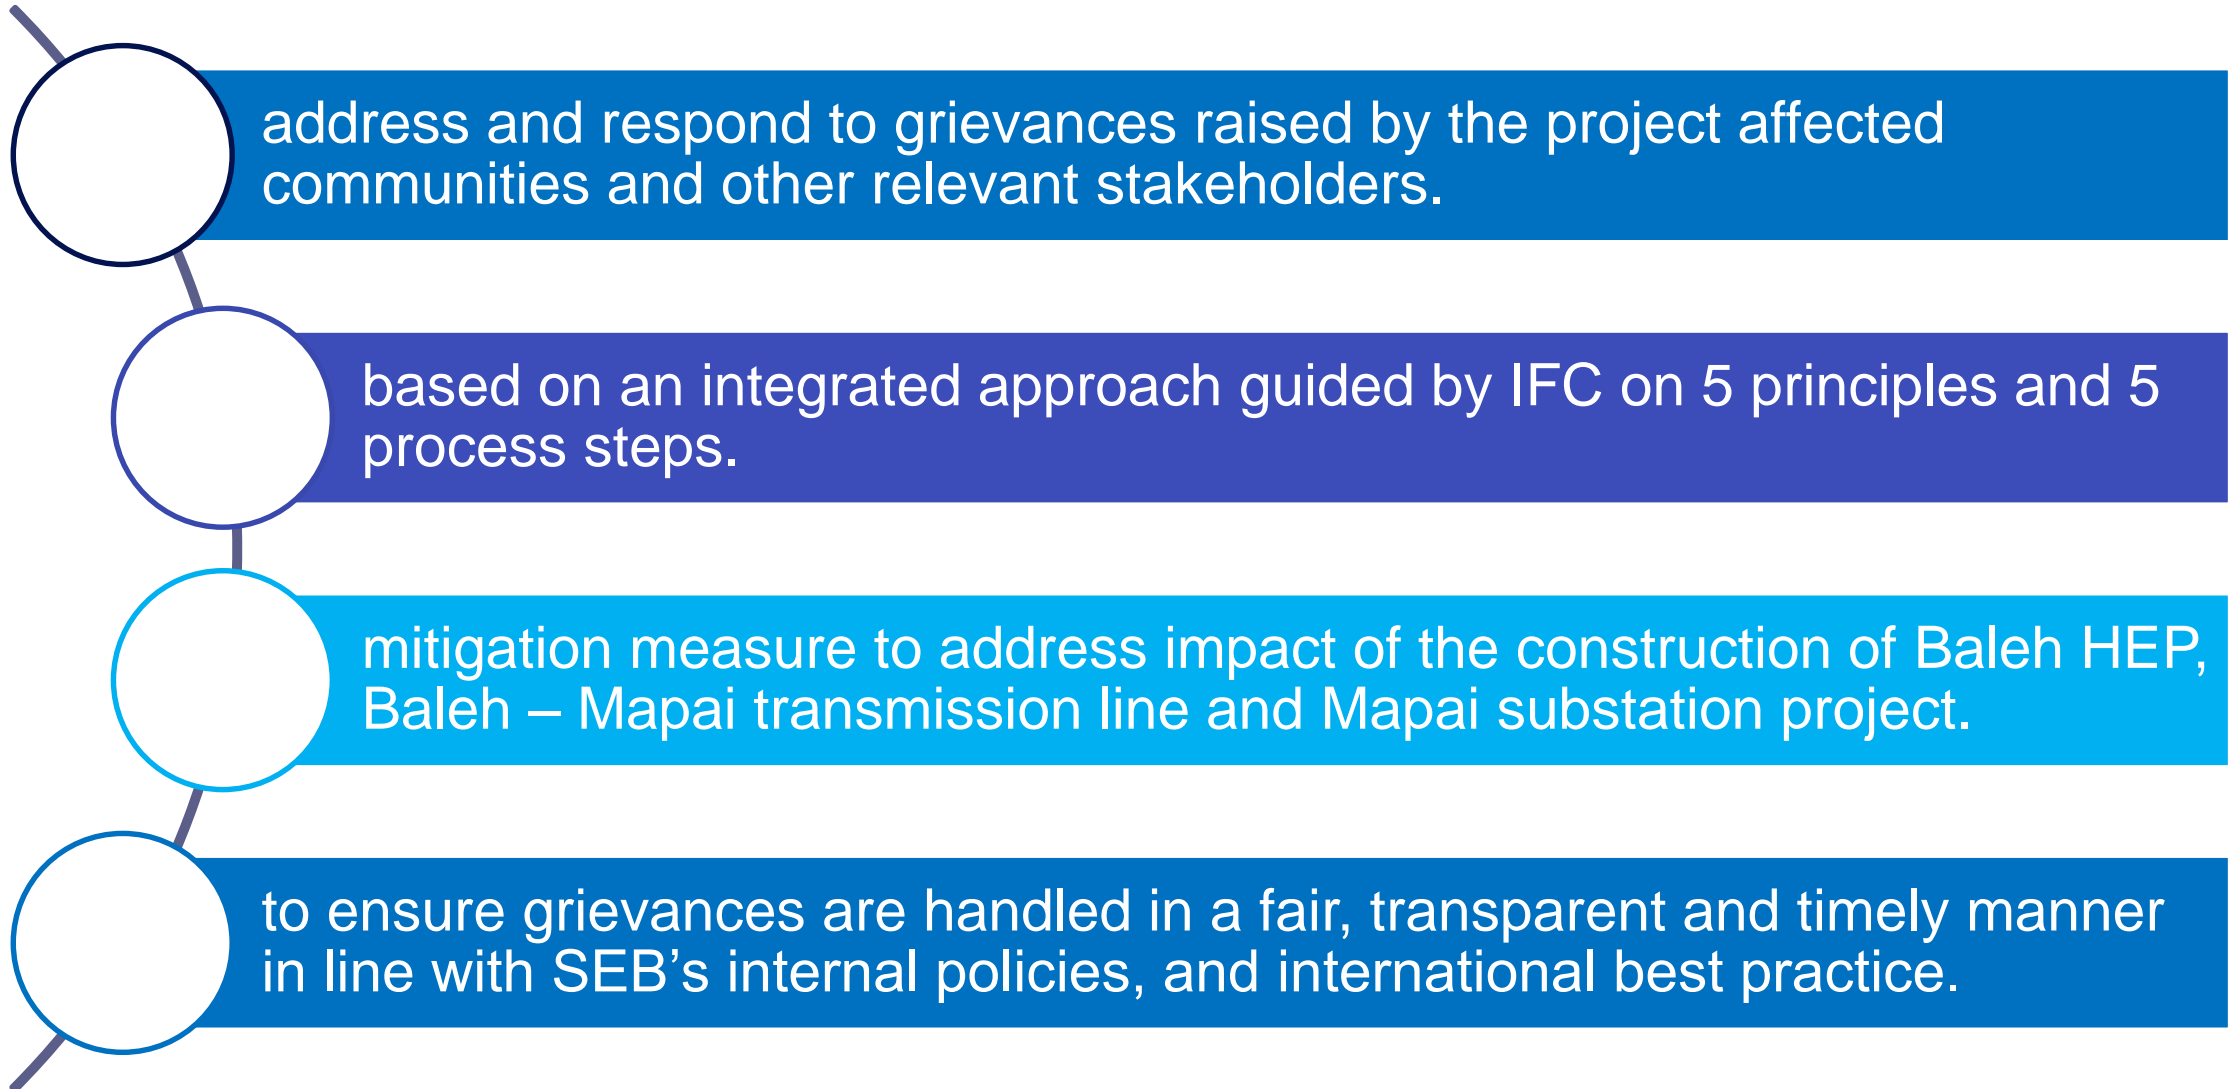 address and respond to grievances raised by the project affected
communities and other relevant stakeholders.
based on an integrated approach guided by IFC on 5 principles and 5
process steps.
mitigation measure to address impact of the construction of Baleh HEP,
Baleh – Mapai transmission line and Mapai substation project.
to ensure grievances are handled in a fair, transparent and timely manner
in line with SEB’s internal policies, and international best practice.